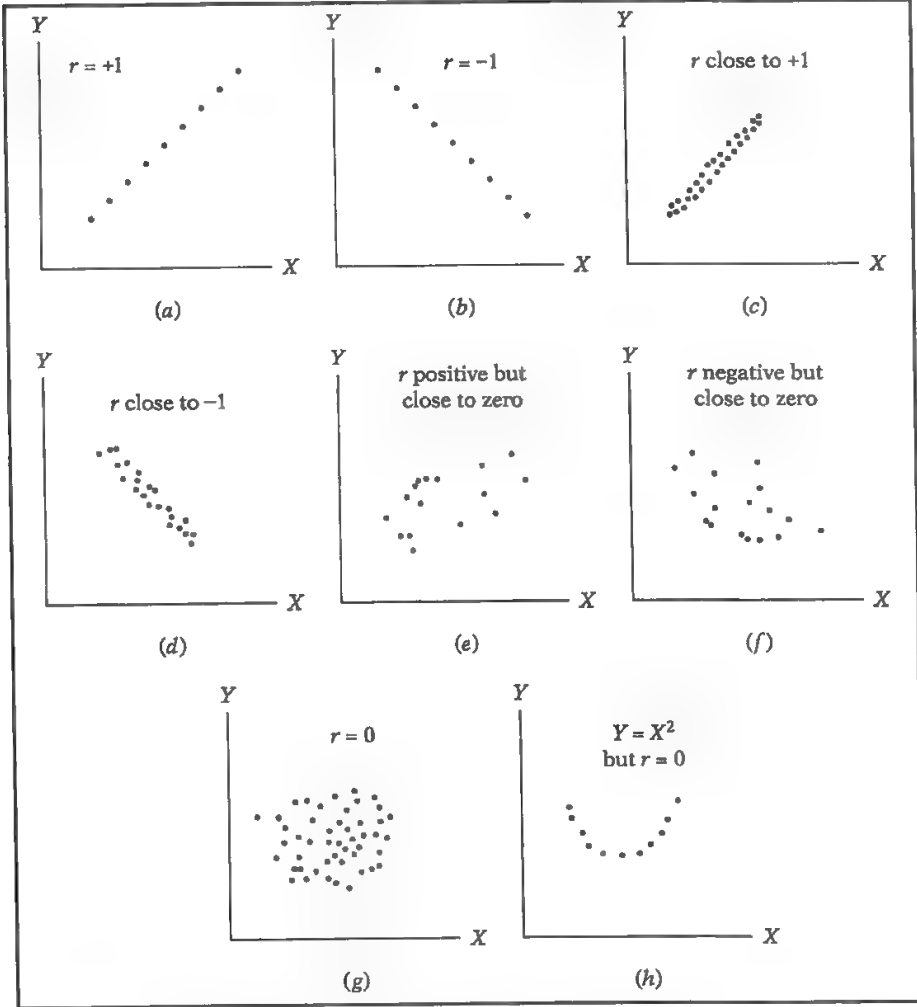 Y
r = +1
X
(a)
Y
r = −1
X
(b)
Y
r close to +1
X
(c)
Y
r close to −1
X
(d)
Y
r positive but
close to zero
X
(e)
Y
r negative but
close to zero
X
(f)
Y
r = 0
X
(g)
Y
Y = X²
but r = 0
X
(h)